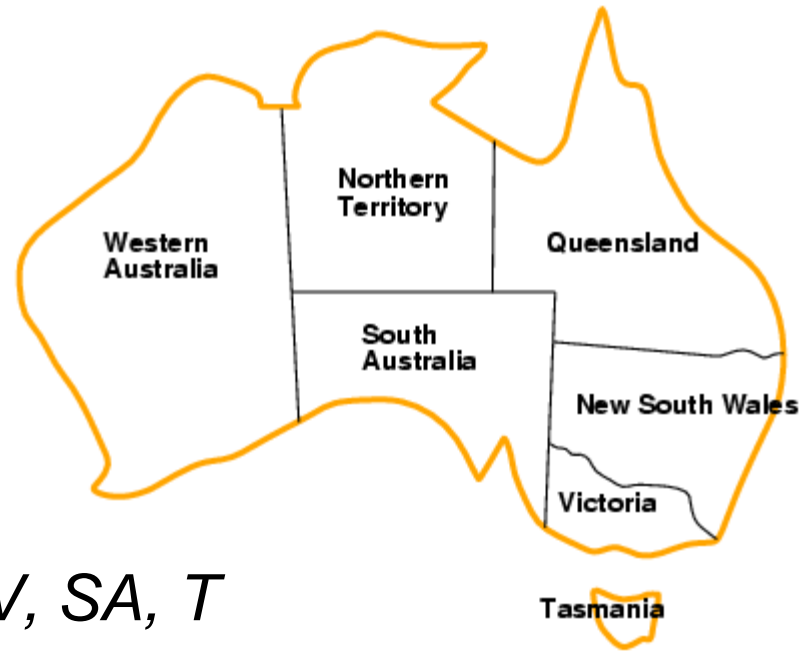 Northern
Territory
Western
Australia
Queensland
South
Australia
New South Wales
Victoria
V, SA, T
Tasmania